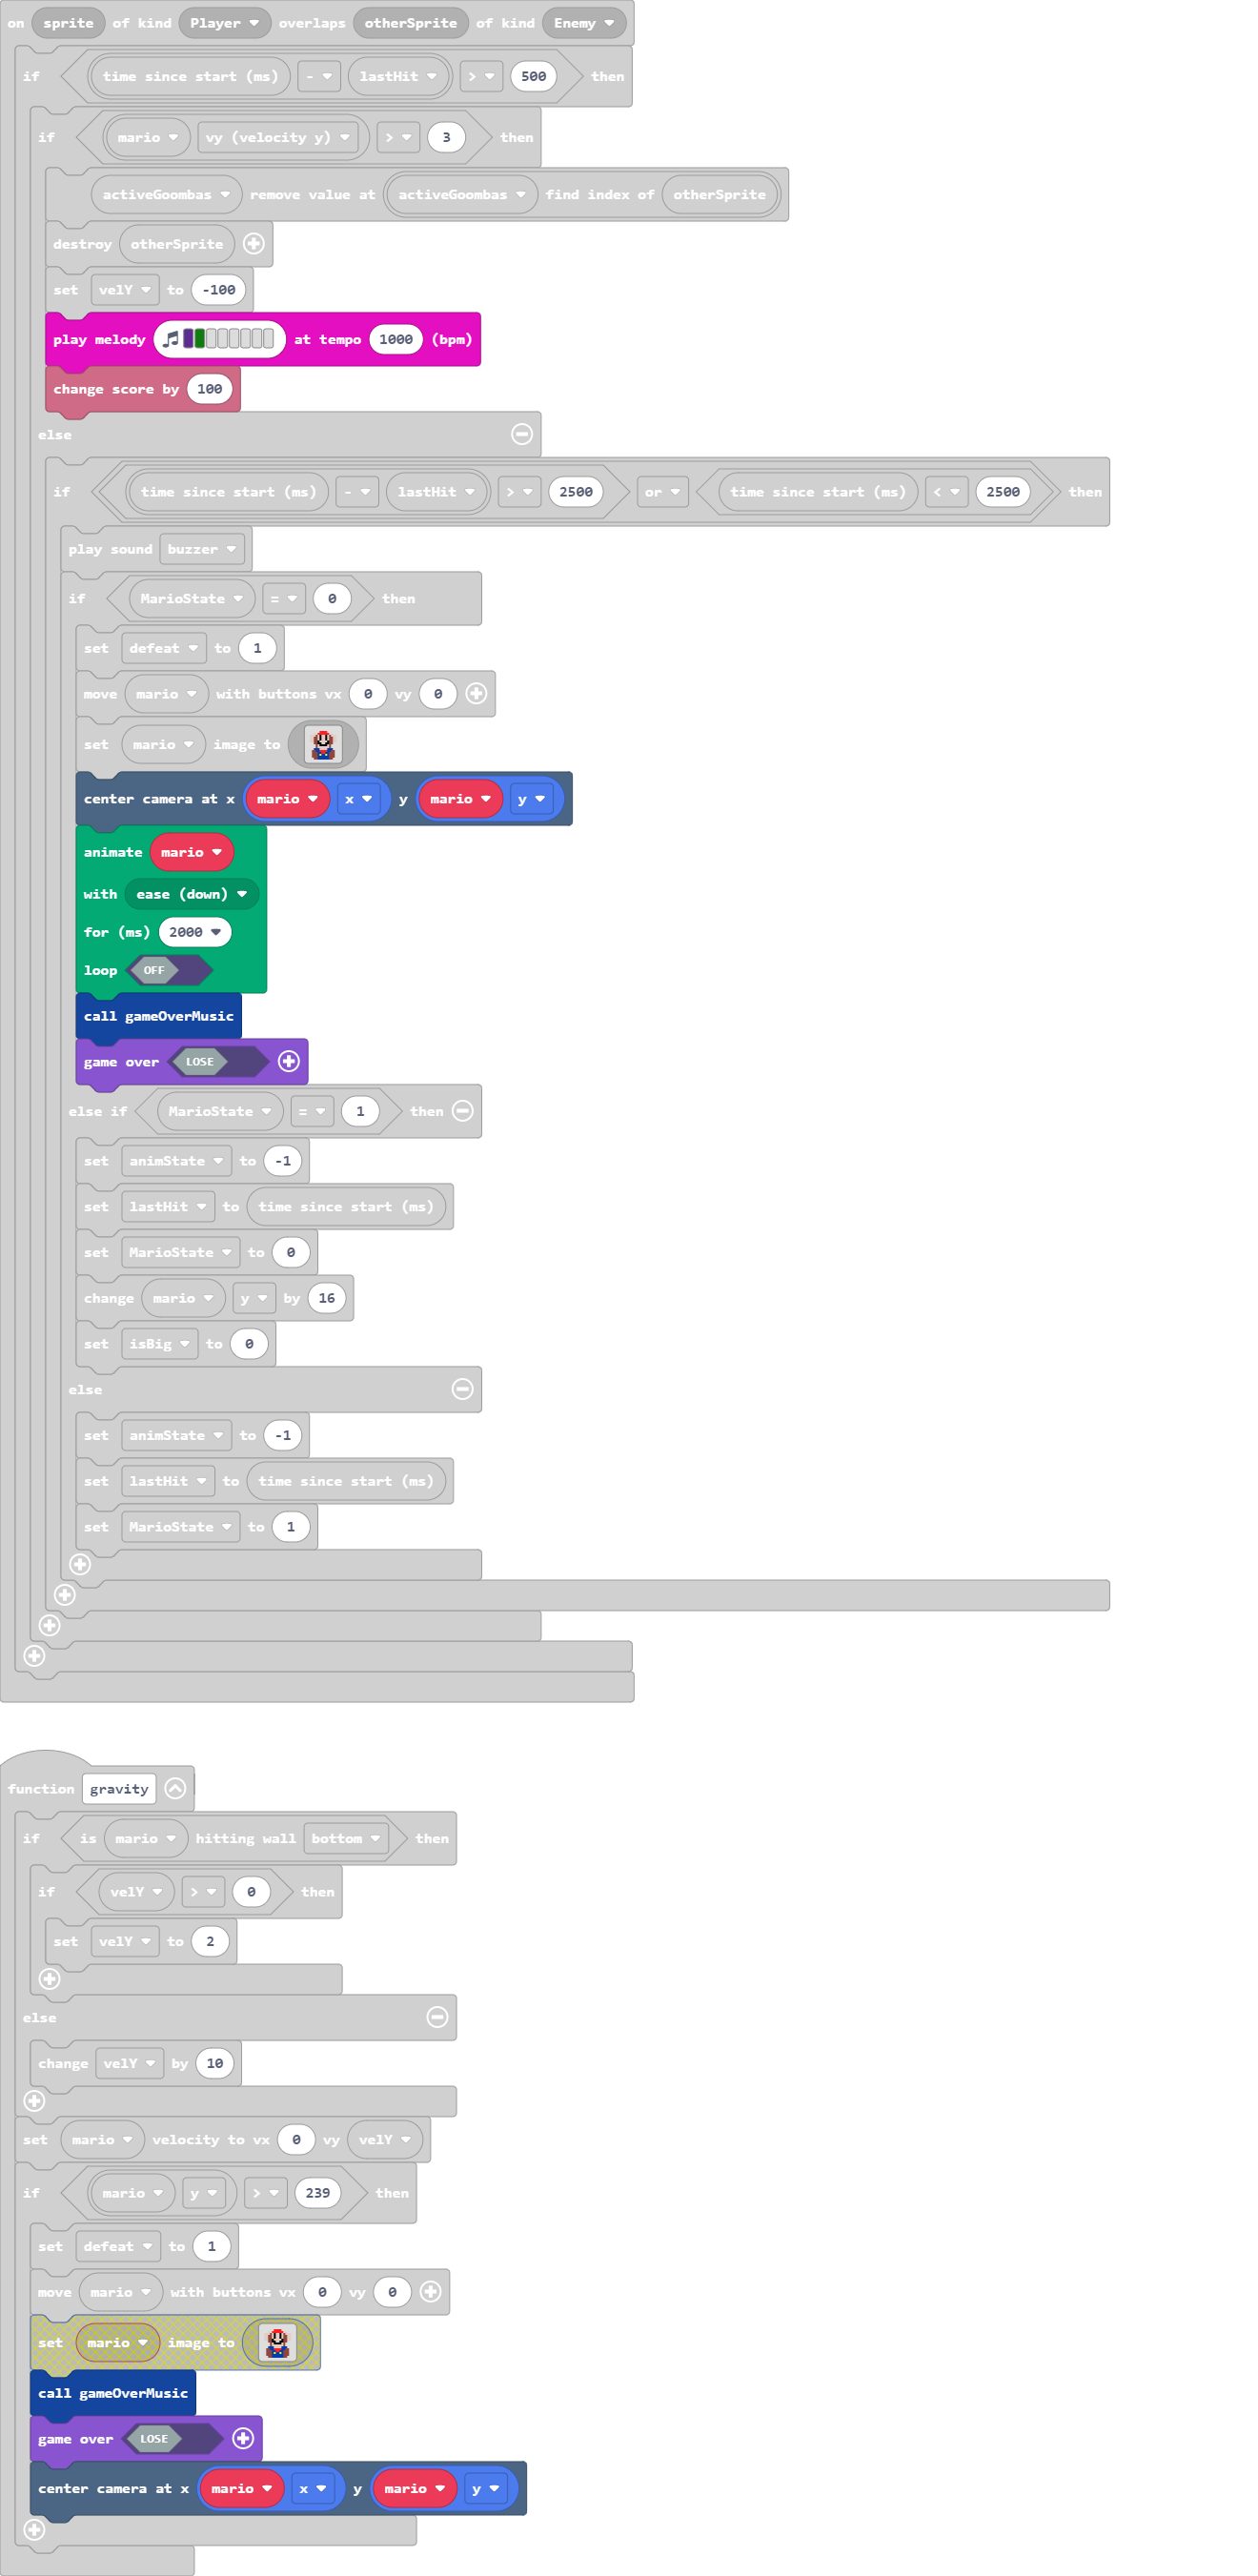 on sprite of kind Player overlaps otherSprite of kind Enemy
if time since start (ms) - lastHit > 500 then
if mario vy (velocity y) > 3 then
activeGoombas remove value at activeGoombas find index of otherSprite
destroy otherSprite
set velY to -100
play melody at tempo 1000 (bpm)
change score by 100
else
if time since start (ms) - lastHit > 2500 or time since start (ms) < 2500 then
play sound buzzer
if MarioState = 0 then
set defeat to 1
move mario with buttons vx 0 vy 0
set mario image to
center camera at x mario x y mario y
animate mario
with ease (down)
for (ms) 2000
loop OFF
call gameOverMusic
game over LOSE
else if MarioState = 1 then
set animState to -1
set lastHit to time since start (ms)
set MarioState to 0
change mario y by 16
set isBig to 0
else
set animState to -1
set lastHit to time since start (ms)
set MarioState to 1
function gravity
if is mario hitting wall bottom then
if velY > 0 then
set velY to 2
else
change velY by 10
set mario velocity to vx 0 vy velY
if mario y > 239 then
set defeat to 1
move mario with buttons vx 0 vy 0
set mario image to
call gameOverMusic
game over LOSE
center camera at x mario x y mario y